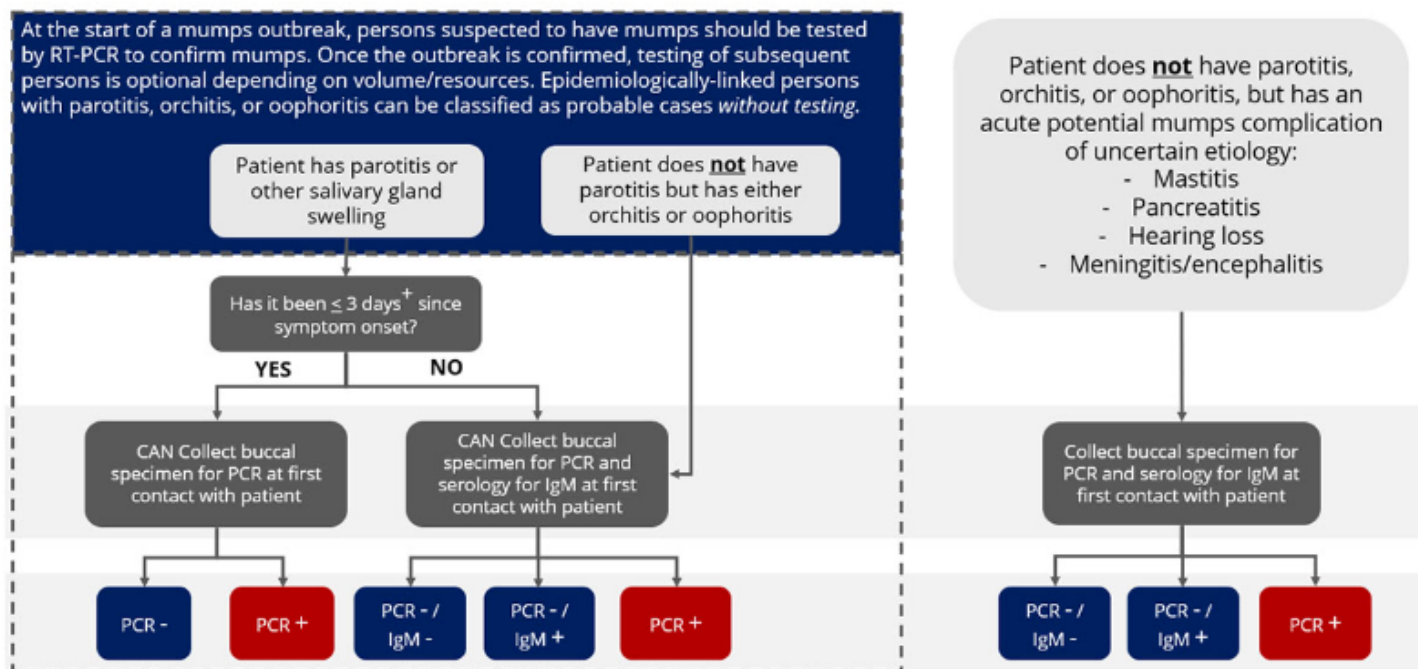 At the start of a mumps outbreak, persons suspected to have mumps should be tested
by RT-PCR to confirm mumps. Once the outbreak is confirmed, testing of subsequent
persons is optional depending on volume/resources. Epidemiologically-linked persons
with parotitis, orchitis, or oophoritis can be classified as probable cases without testing.
Patient has parotitis or
other salivary gland
swelling
Patient does not have
parotitis but has either
orchitis or oophoritis
Patient does not have parotitis,
orchitis, or oophoritis, but has an
acute potential mumps complication
of uncertain etiology:
- Mastitis
- Pancreatitis
- Hearing loss
- Meningitis/encephalitis
Has it been ≤ 3 days+ since
symptom onset?
YES
NO
CAN Collect buccal
specimen for PCR at first
contact with patient
CAN Collect buccal
specimen for PCR and
serology for IgM at first
contact with patient
Collect buccal specimen for
PCR and serology for IgM at
first contact with patient
PCR -
PCR +
PCR - /
IgM -
PCR - /
IgM +
PCR +
PCR - /
IgM -
PCR - /
IgM +
PCR +